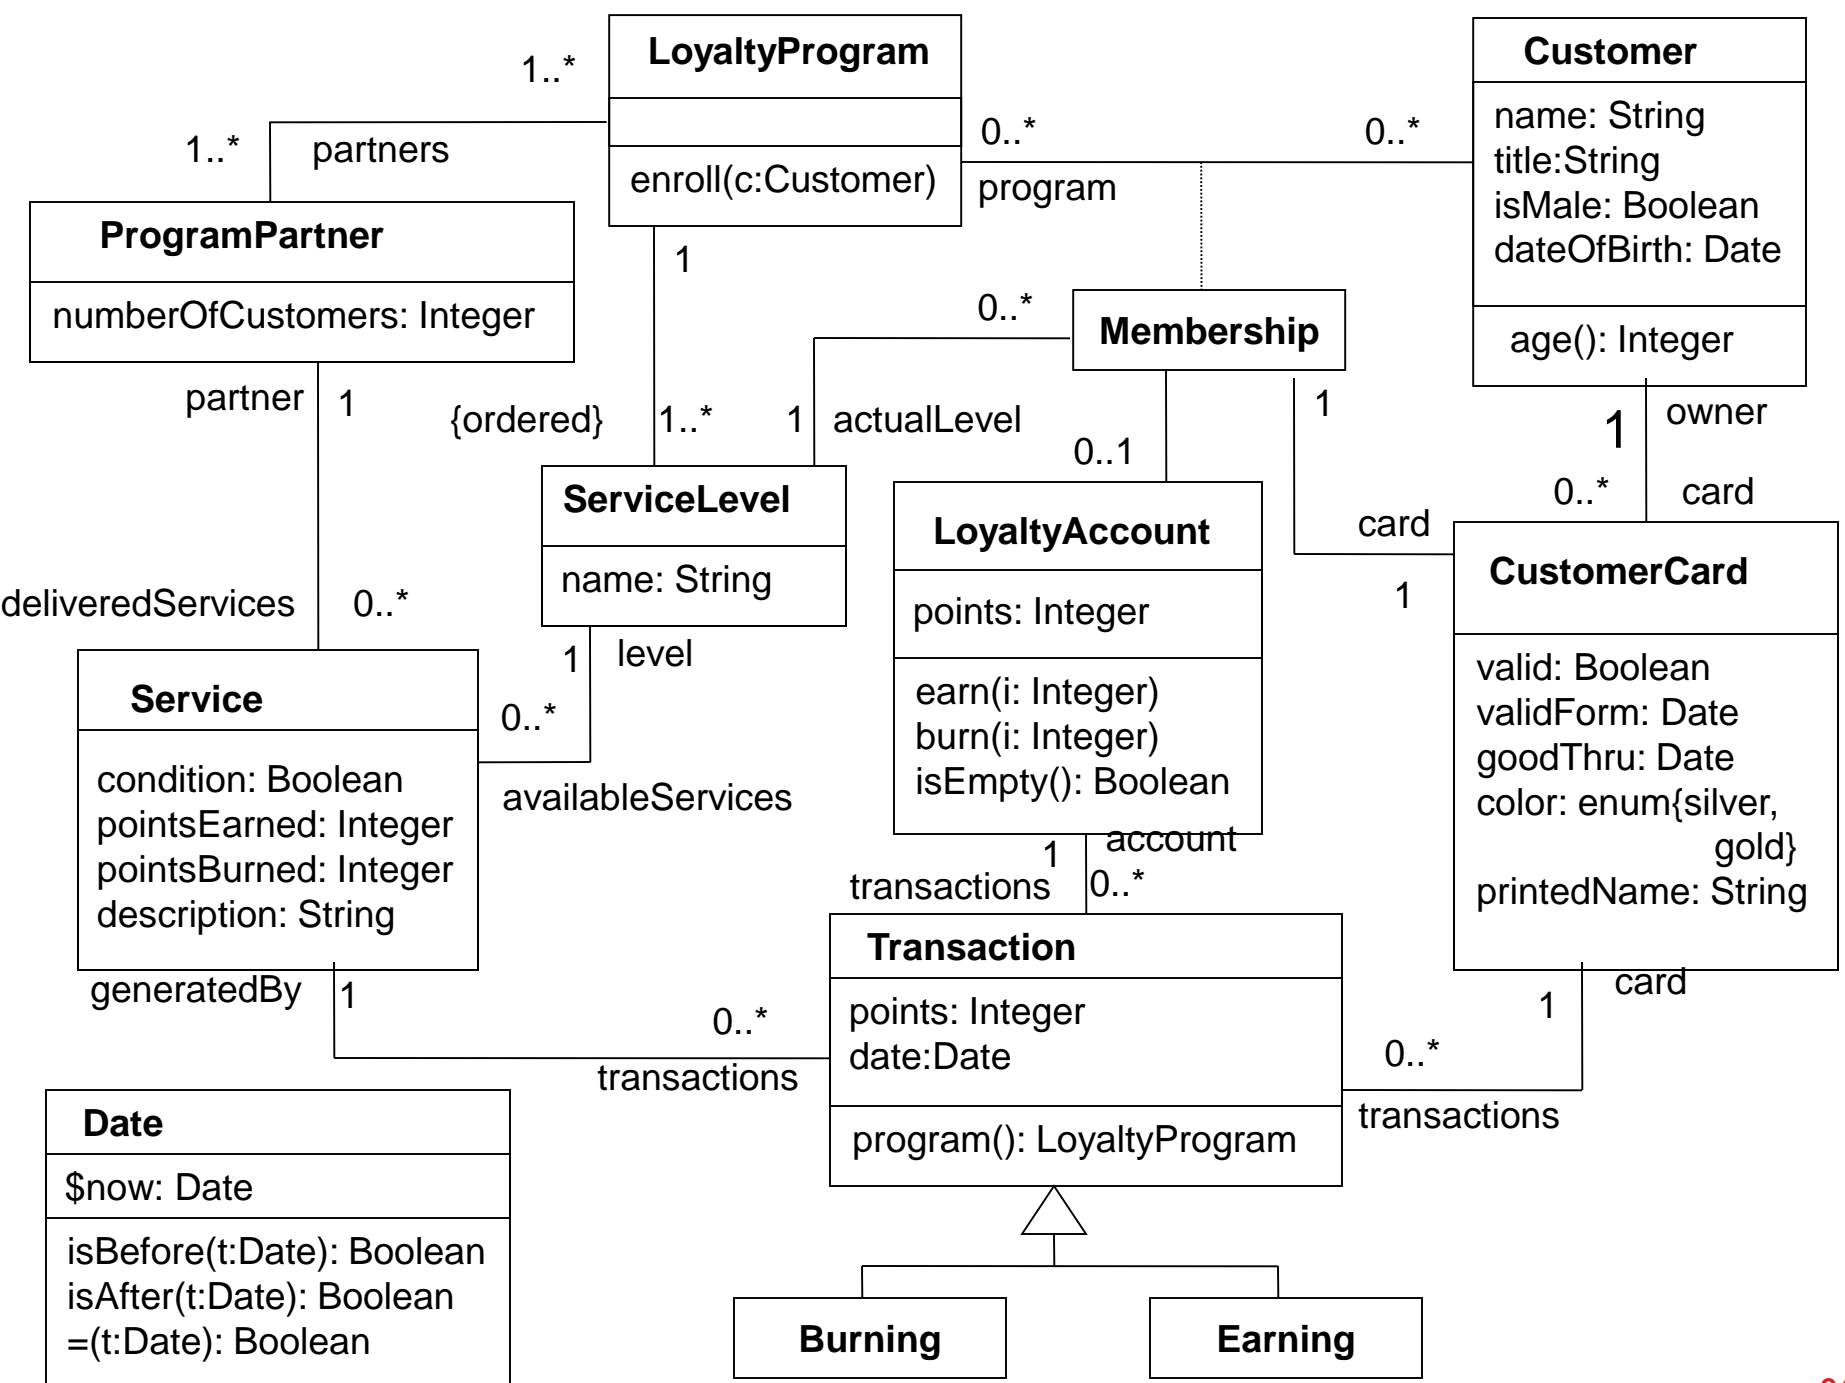 LoyaltyProgram
Customer
1..*
1..*
partners
0..*
0..*
enroll(c:Customer)
program
name: String
title:String
isMale: Boolean
dateOfBirth: Date
age(): Integer
ProgramPartner
numberOfCustomers: Integer
1
0..*
Membership
partner
1
{ordered}
1..*
1
actualLevel
0..1
1
1
owner
0..*
card
ServiceLevel
name: String
LoyaltyAccount
points: Integer
earn(i: Integer)
burn(i: Integer)
isEmpty(): Boolean
card
1
CustomerCard
valid: Boolean
validForm: Date
goodThru: Date
color: enum{silver,
gold}
printedName: String
deliveredServices
0..*
1
level
0..*
availableServices
Service
condition: Boolean
pointsEarned: Integer
pointsBurned: Integer
description: String
account
1
transactions
0..*
generatedBy
1
0..*
transactions
Transaction
points: Integer
date:Date
program(): LoyaltyProgram
card
1
0..*
transactions
Date
$now: Date
isBefore(t:Date): Boolean
isAfter(t:Date): Boolean
=(t:Date): Boolean
Burning
Earning